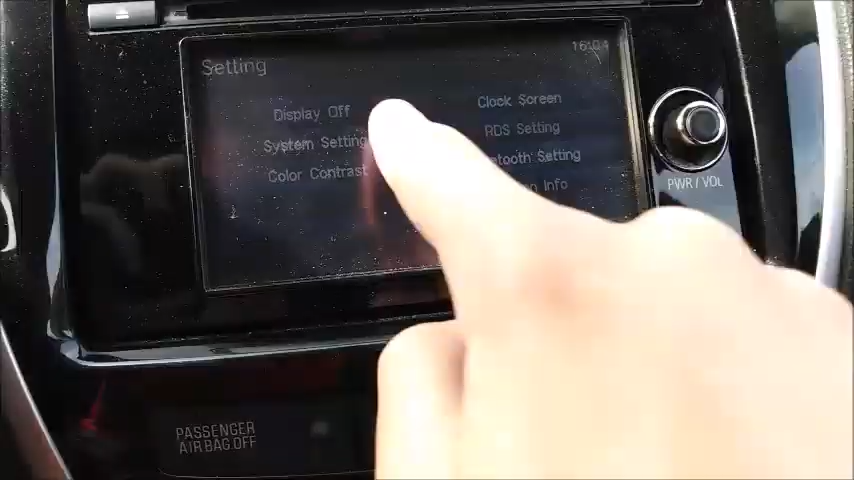 Setting
16:04
Display Off
Clock Screen
System Setting
RDS Setting
etooth Setting
Color Contrast
Info
PWR / VOL
PASSENGER
AIR BAG OFF